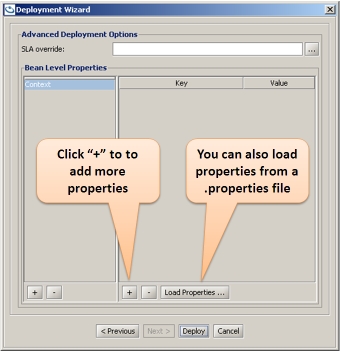 Deployment Wizard
Advanced Deployment Options
SLA override:
...
Bean Level Properties
Context
Key Value
Click “+” to to
add more
properties
You can also load
properties from a
.properties file
+ - + - Load Properties ...
< Previous Next > Deploy Cancel